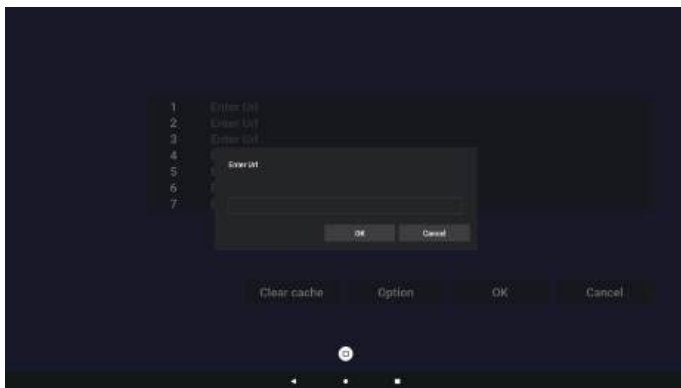 1 Enter Url
2 Enter Url
3 Enter Url
4
5
6
7
Enter Url
OK Cancel
Clear cache Option OK Cancel